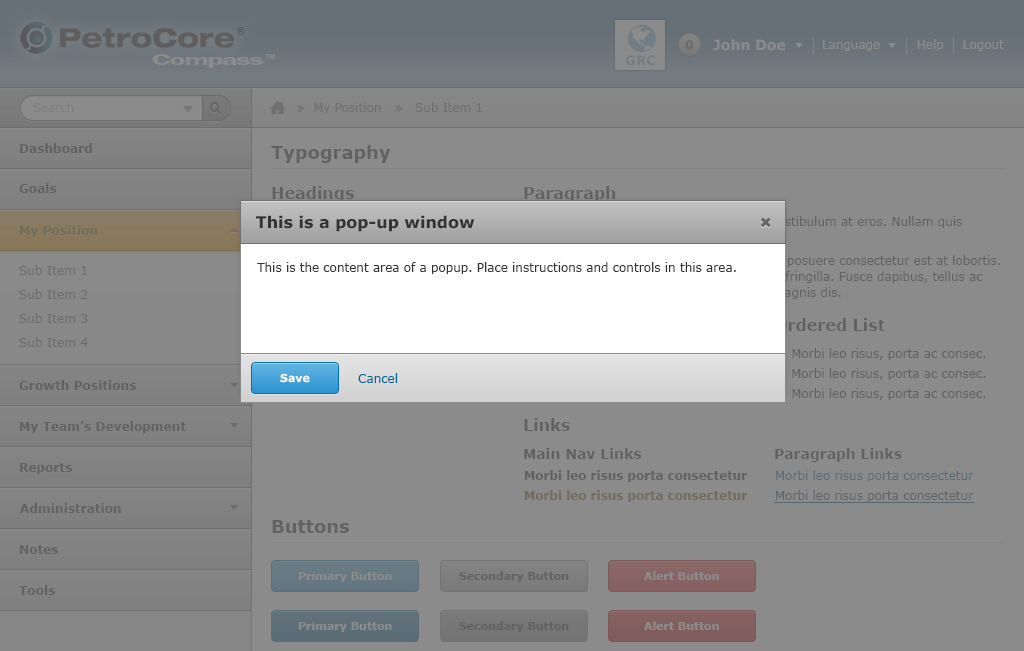 PetroCore®
Compass™
GRC
0
John Doe
Language
Help
Logout
Search
My Position
»
Sub Item 1
Dashboard
Goals
My Position
Sub Item 1
Sub Item 2
Sub Item 3
Sub Item 4
Growth Positions
My Team’s Development
Reports
Administration
Notes
Tools
Typography
Headings
Paragraph
stibulum at eros. Nullam quis
posuere consectetur est at lobortis.
fringilla. Fusce dapibus, tellus ac
agnis dis.
rdered List
Morbi leo risus, porta ac consec.
Morbi leo risus, porta ac consec.
Morbi leo risus, porta ac consec.
This is a pop-up window
This is the content area of a popup. Place instructions and controls in this area.
Save
Cancel
Links
Main Nav Links
Morbi leo risus porta consectetur
Morbi leo risus porta consectetur
Paragraph Links
Morbi leo risus porta consectetur
Morbi leo risus porta consectetur
Buttons
Primary Button
Secondary Button
Alert Button
Primary Button
Secondary Button
Alert Button